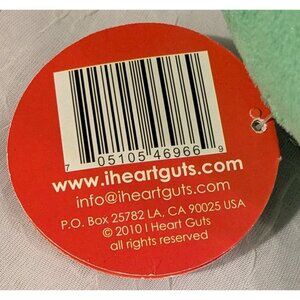 7 05105 46966 9
www.iheartguts.com
info@iheartguts.com
P.O. Box 25782 LA, CA 90025 USA
© 2010 I Heart Guts
all rights reserved